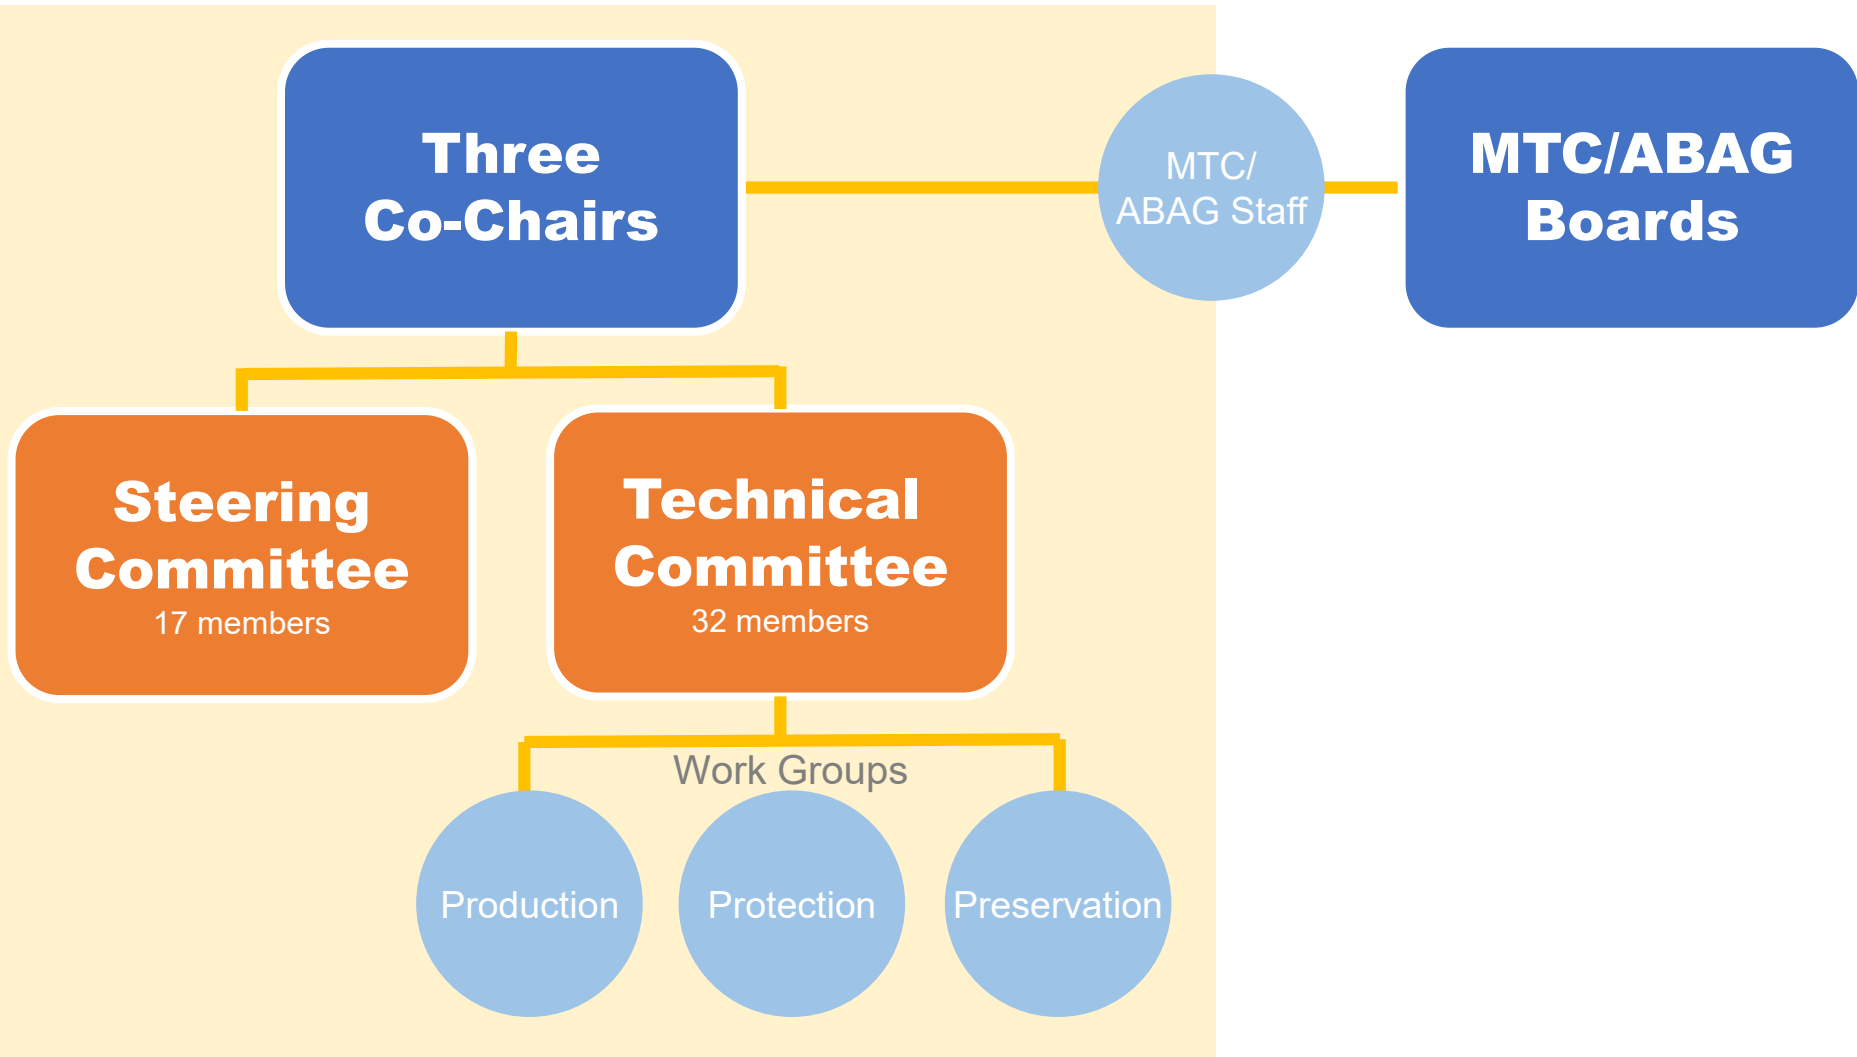 Three
Co-Chairs
MTC/
ABAG Staff
MTC/ABAG
Boards
Steering
Committee
17 members
Technical
Committee
32 members
Work Groups
Production
Protection
Preservation